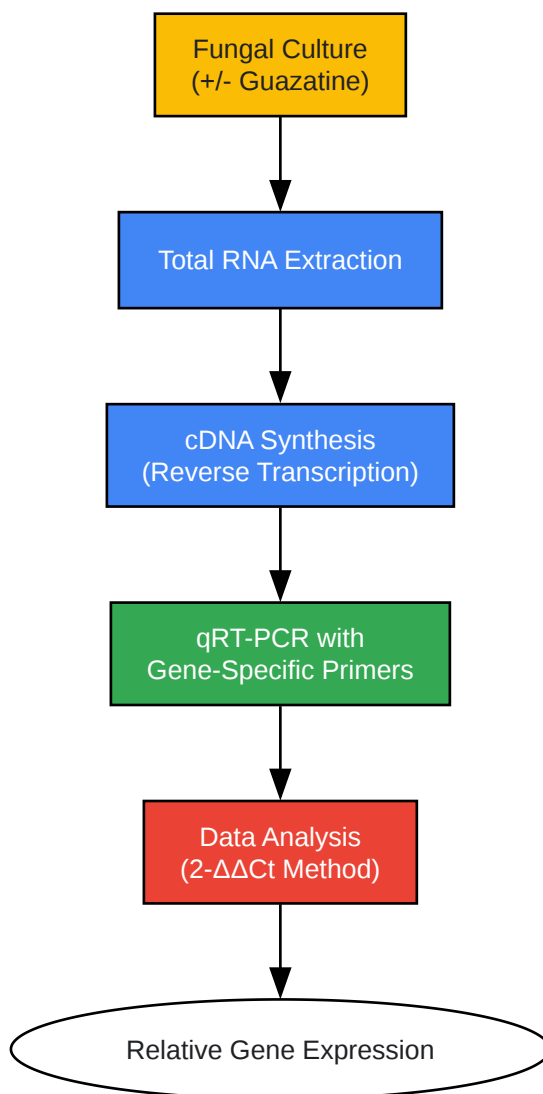 Fungal Culture
(+/- Guazatine)
Total RNA Extraction
cDNA Synthesis
(Reverse Transcription)
qRT-PCR with
Gene-Specific Primers
Data Analysis
(2-ΔΔCt Method)
Relative Gene Expression